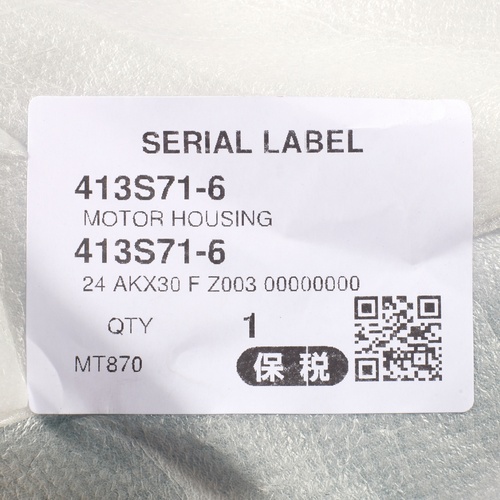 SERIAL LABEL
413S71-6
MOTOR HOUSING
413S71-6
24 AKX30 F Z003 00000000
QTY 1
MT870 保税